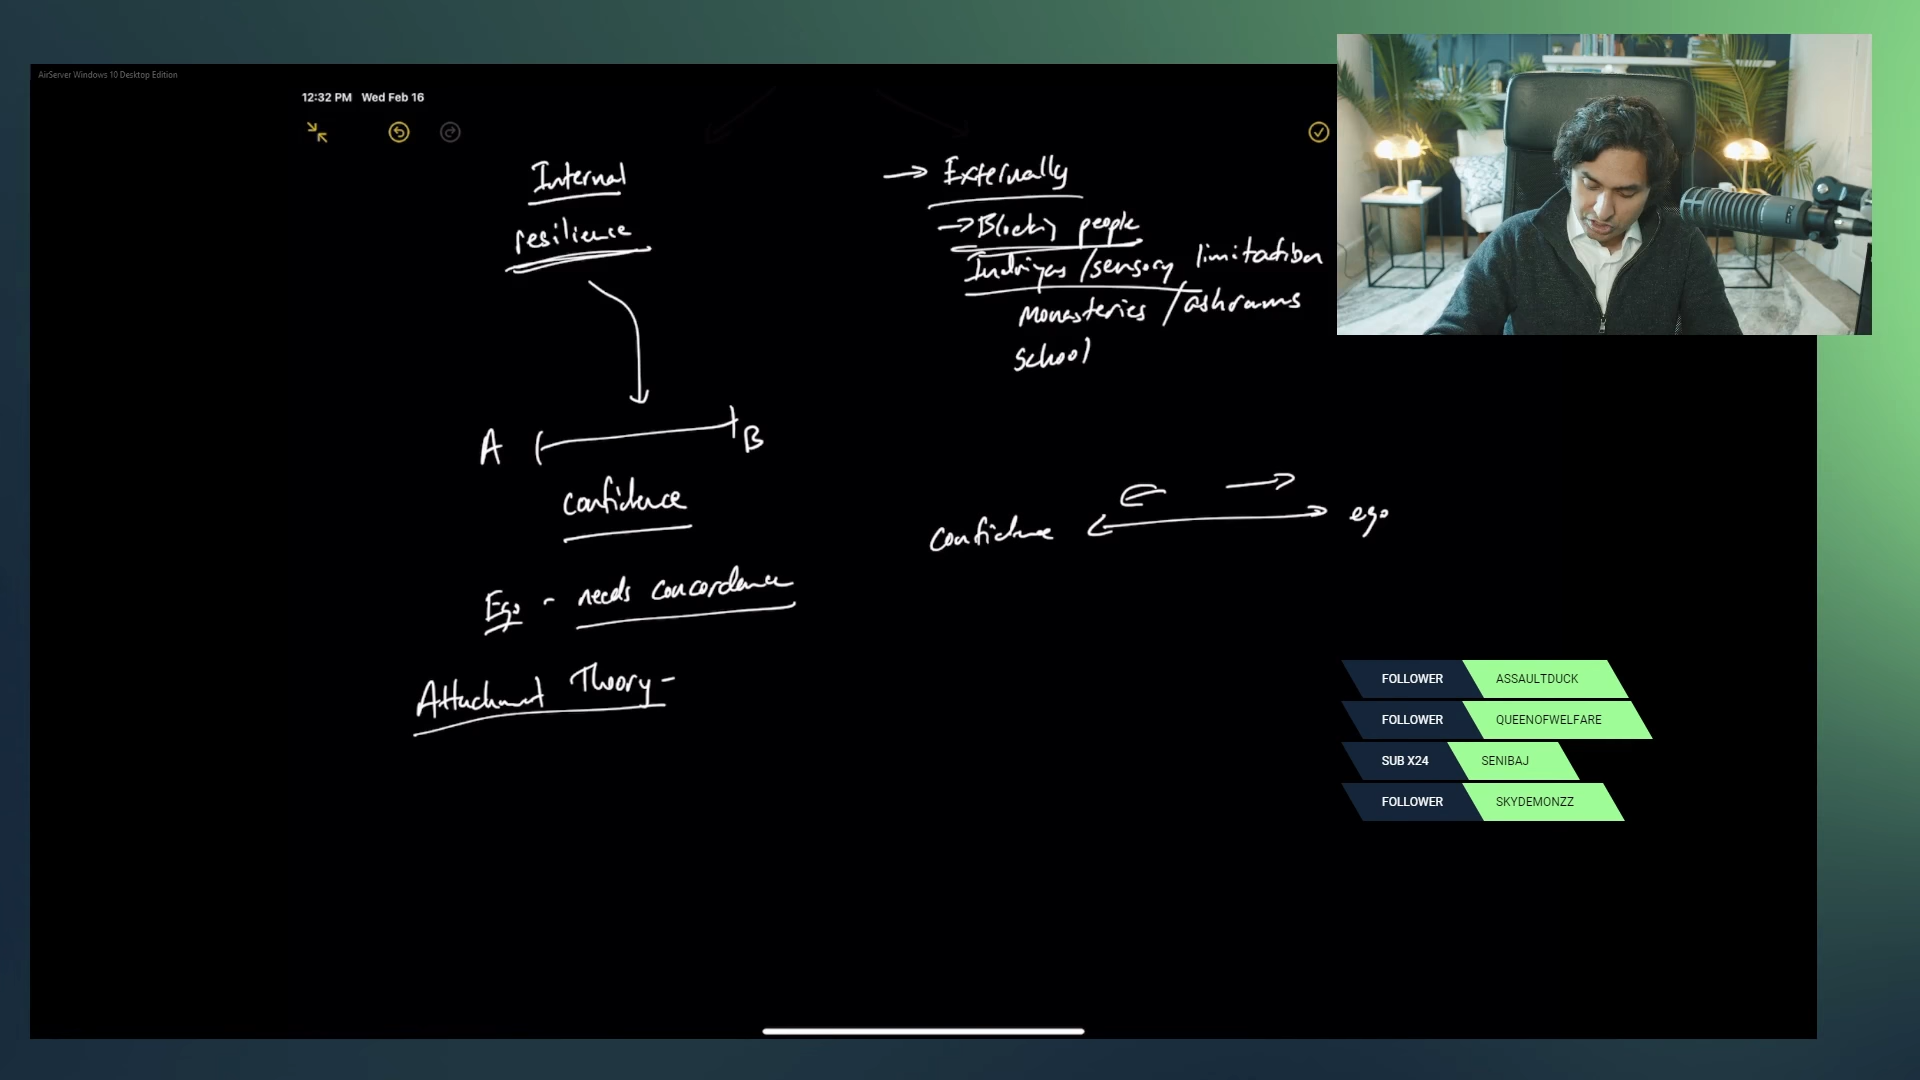 AirServer Windows 10 Desktop Edition
12:32 PM Wed Feb 16
Internal
resilience
A B
Confidence
Ego - needs concordance
Attachment Theory -
→ Externally
→ Blocking people
Indriyas / sensory limitation
Monasteries / ashrams
School
Confidence ego
FOLLOWER ASSAULTDUCK
FOLLOWER QUEENOFWELFARE
SUB X24 SENIBAJ
FOLLOWER SKYDEMONZZ